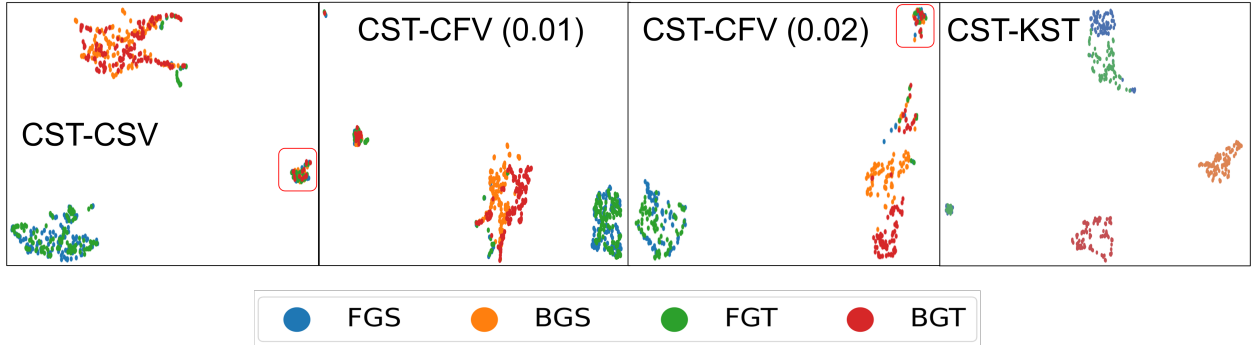 CST-CSV
CST-CFV (0.01)
CST-CFV (0.02)
CST-KST
FGS BGS FGT BGT